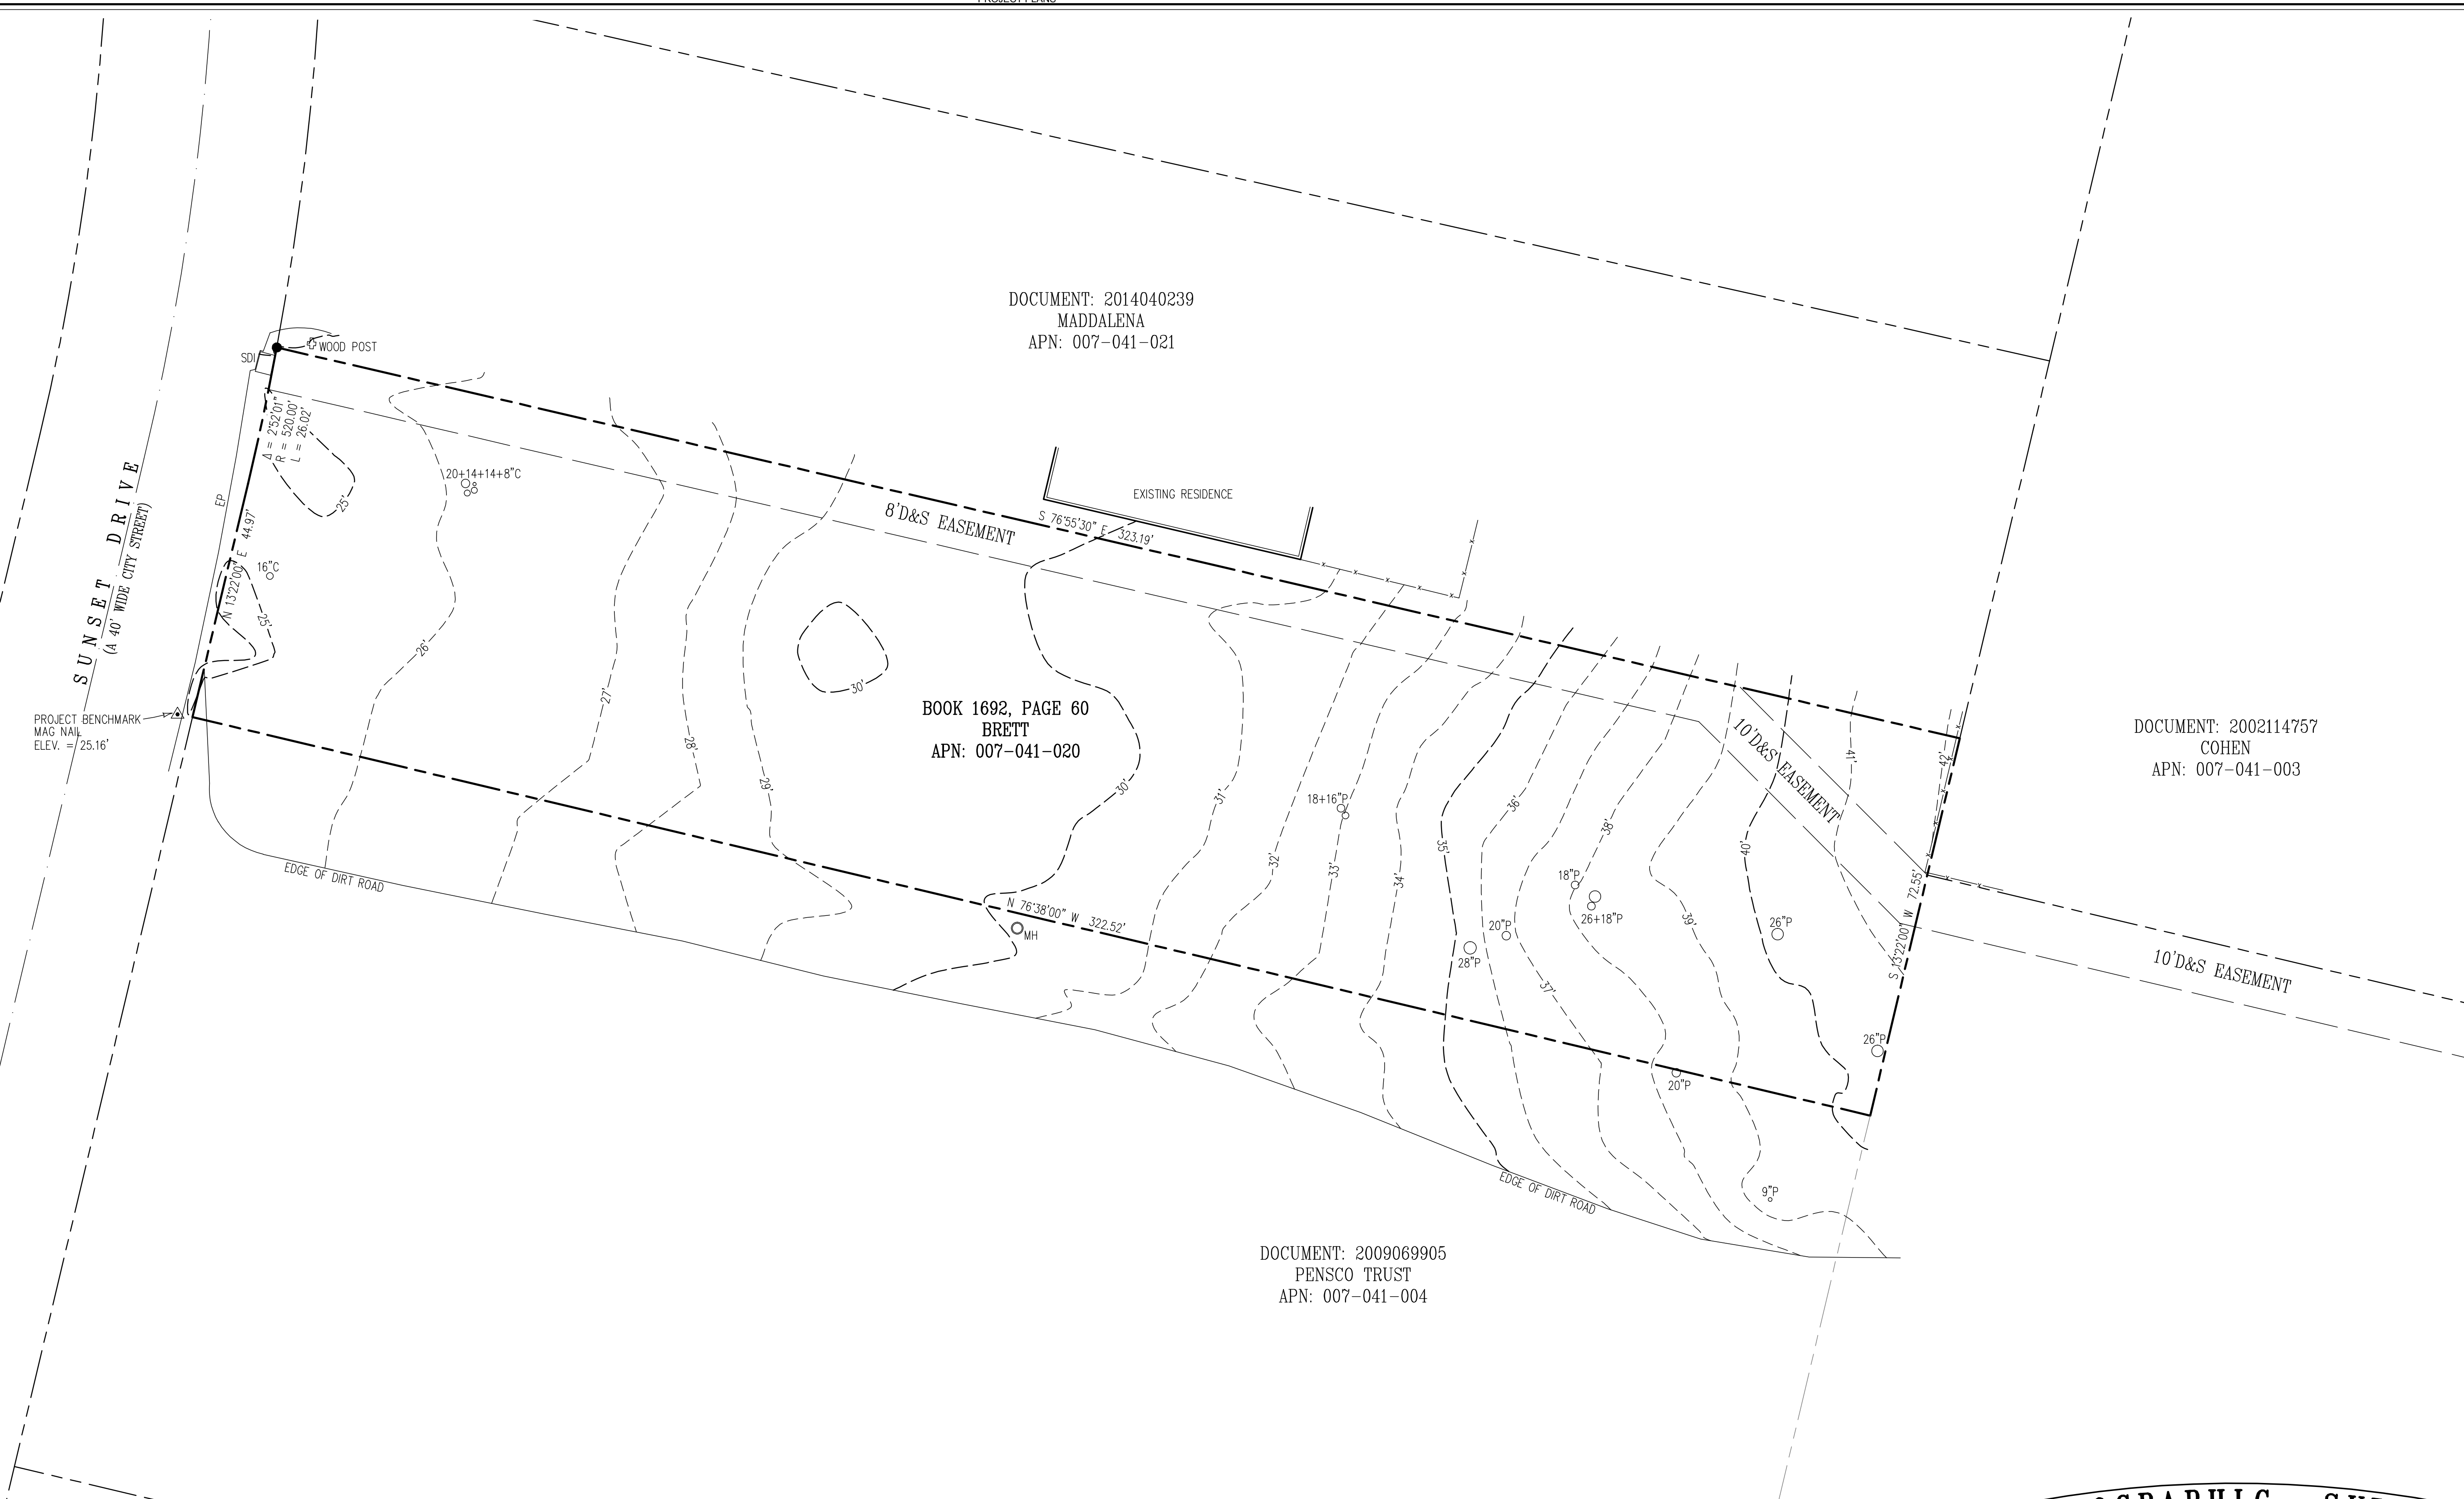 PROJECT PLANS
DOCUMENT: 2014040239
MADDALENA
APN: 007-041-021
WOOD POST
SDI
Δ = 2°52'01"
R = 520.00'
L = 26.02'
25'
20+14+14+8"C
EP
SUNSET DRIVE
(A 40' WIDE CITY STREET)
N 13°22'00" E 44.97'
16"C
25'
8'D&S EASEMENT
S 76°55'30" E 323.19'
EXISTING RESIDENCE
PROJECT BENCHMARK
MAG NAIL
ELEV. = 25.16'
26'
27'
28'
29'
30'
BOOK 1692, PAGE 60
BRETT
APN: 007-041-020
30'
31'
32'
33'
34'
35'
36'
37'
38'
39'
40'
41'
42'
18+16"P
10'D&S EASEMENT
DOCUMENT: 2002114757
COHEN
APN: 007-041-003
EDGE OF DIRT ROAD
N 76°38'00" W 322.52'
MH
28"P
20"P
18"P
26+18"P
26"P
S 13°22'00" W 72.55'
10'D&S EASEMENT
26"P
20"P
9"P
EDGE OF DIRT ROAD
DOCUMENT: 2009069905
PENSCO TRUST
APN: 007-041-004